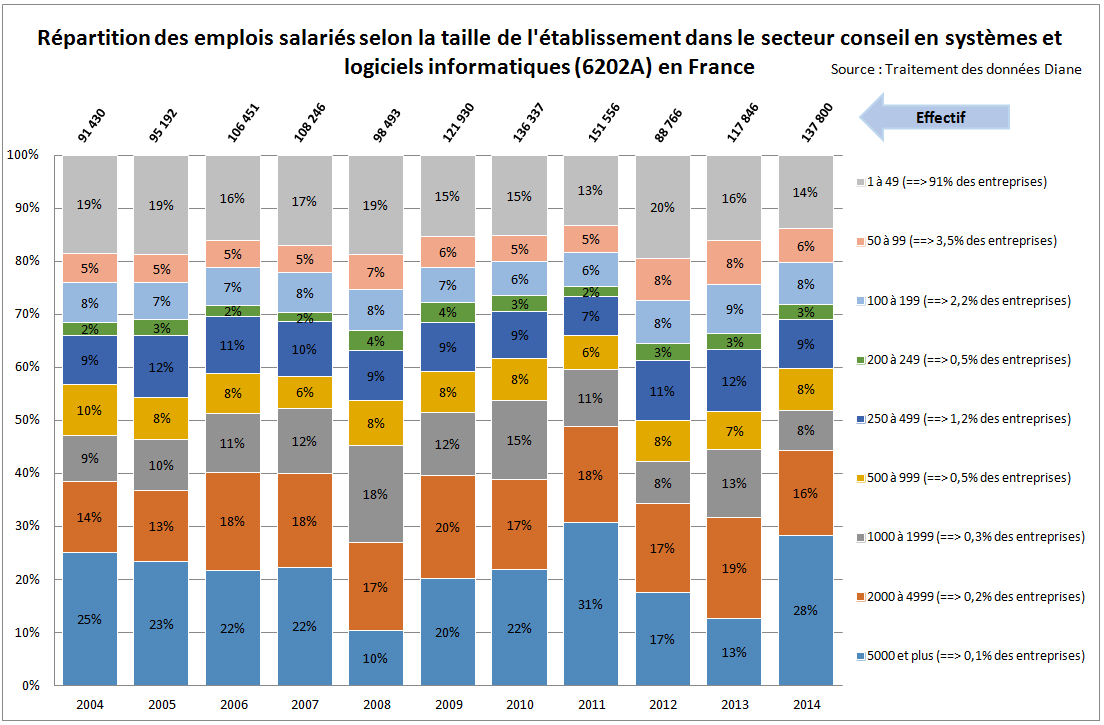 Répartition des emplois salariés selon la taille de l'établissement dans le secteur conseil en systèmes et
logiciels informatiques (6202A) en France
Source : Traitement des données Diane
91 430 95 192 106 451 108 246 98 493 121 930 136 337 151 556 88 766 117 846 137 800
Effectif
100%
90%
80%
70%
60%
50%
40%
30%
20%
10%
0%
19% 19% 16% 17% 19% 15% 15% 13% 20% 16% 14%
5% 5% 5% 5% 7% 6% 5% 5% 8% 8% 6%
8% 7% 7% 8% 8% 7% 6% 6% 8% 9% 8%
2% 3% 2% 2% 4% 4% 3% 2% 3% 3% 3%
9% 12% 11% 10% 9% 9% 9% 7% 11% 12% 9%
10% 8% 8% 6% 8% 8% 8% 6% 8% 7% 8%
9% 10% 11% 12% 18% 12% 15% 11% 8% 13% 8%
14% 13% 18% 18% 17% 20% 17% 18% 17% 19% 16%
25% 23% 22% 22% 10% 20% 22% 31% 17% 13% 28%
2004 2005 2006 2007 2008 2009 2010 2011 2012 2013 2014
1 à 49 (==> 91% des entreprises)
50 à 99 (==> 3,5% des entreprises)
100 à 199 (==> 2,2% des entreprises)
200 à 249 (==> 0,5% des entreprises)
250 à 499 (==> 1,2% des entreprises)
500 à 999 (==> 0,5% des entreprises)
1000 à 1999 (==> 0,3% des entreprises)
2000 à 4999 (==> 0,2% des entreprises)
5000 et plus (==> 0,1% des entreprises)